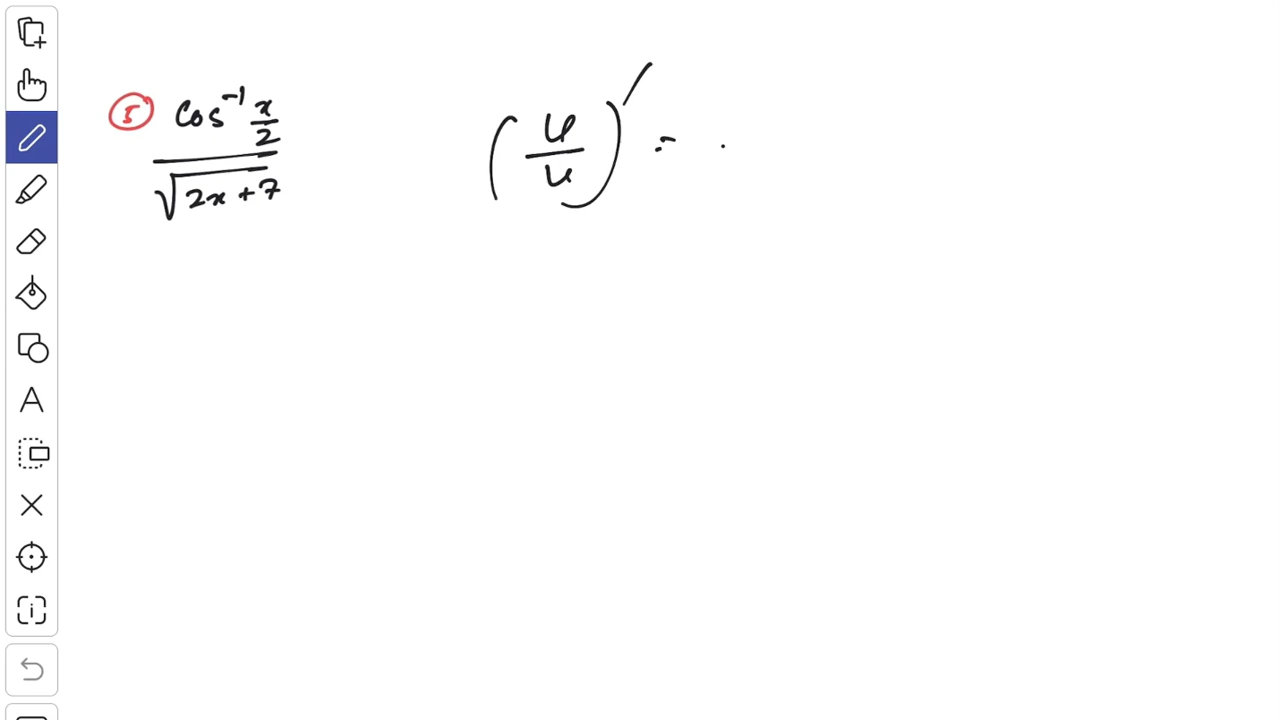 ⑤ cos⁻¹ x/2 / √(2x+7)
(u/v)′ =